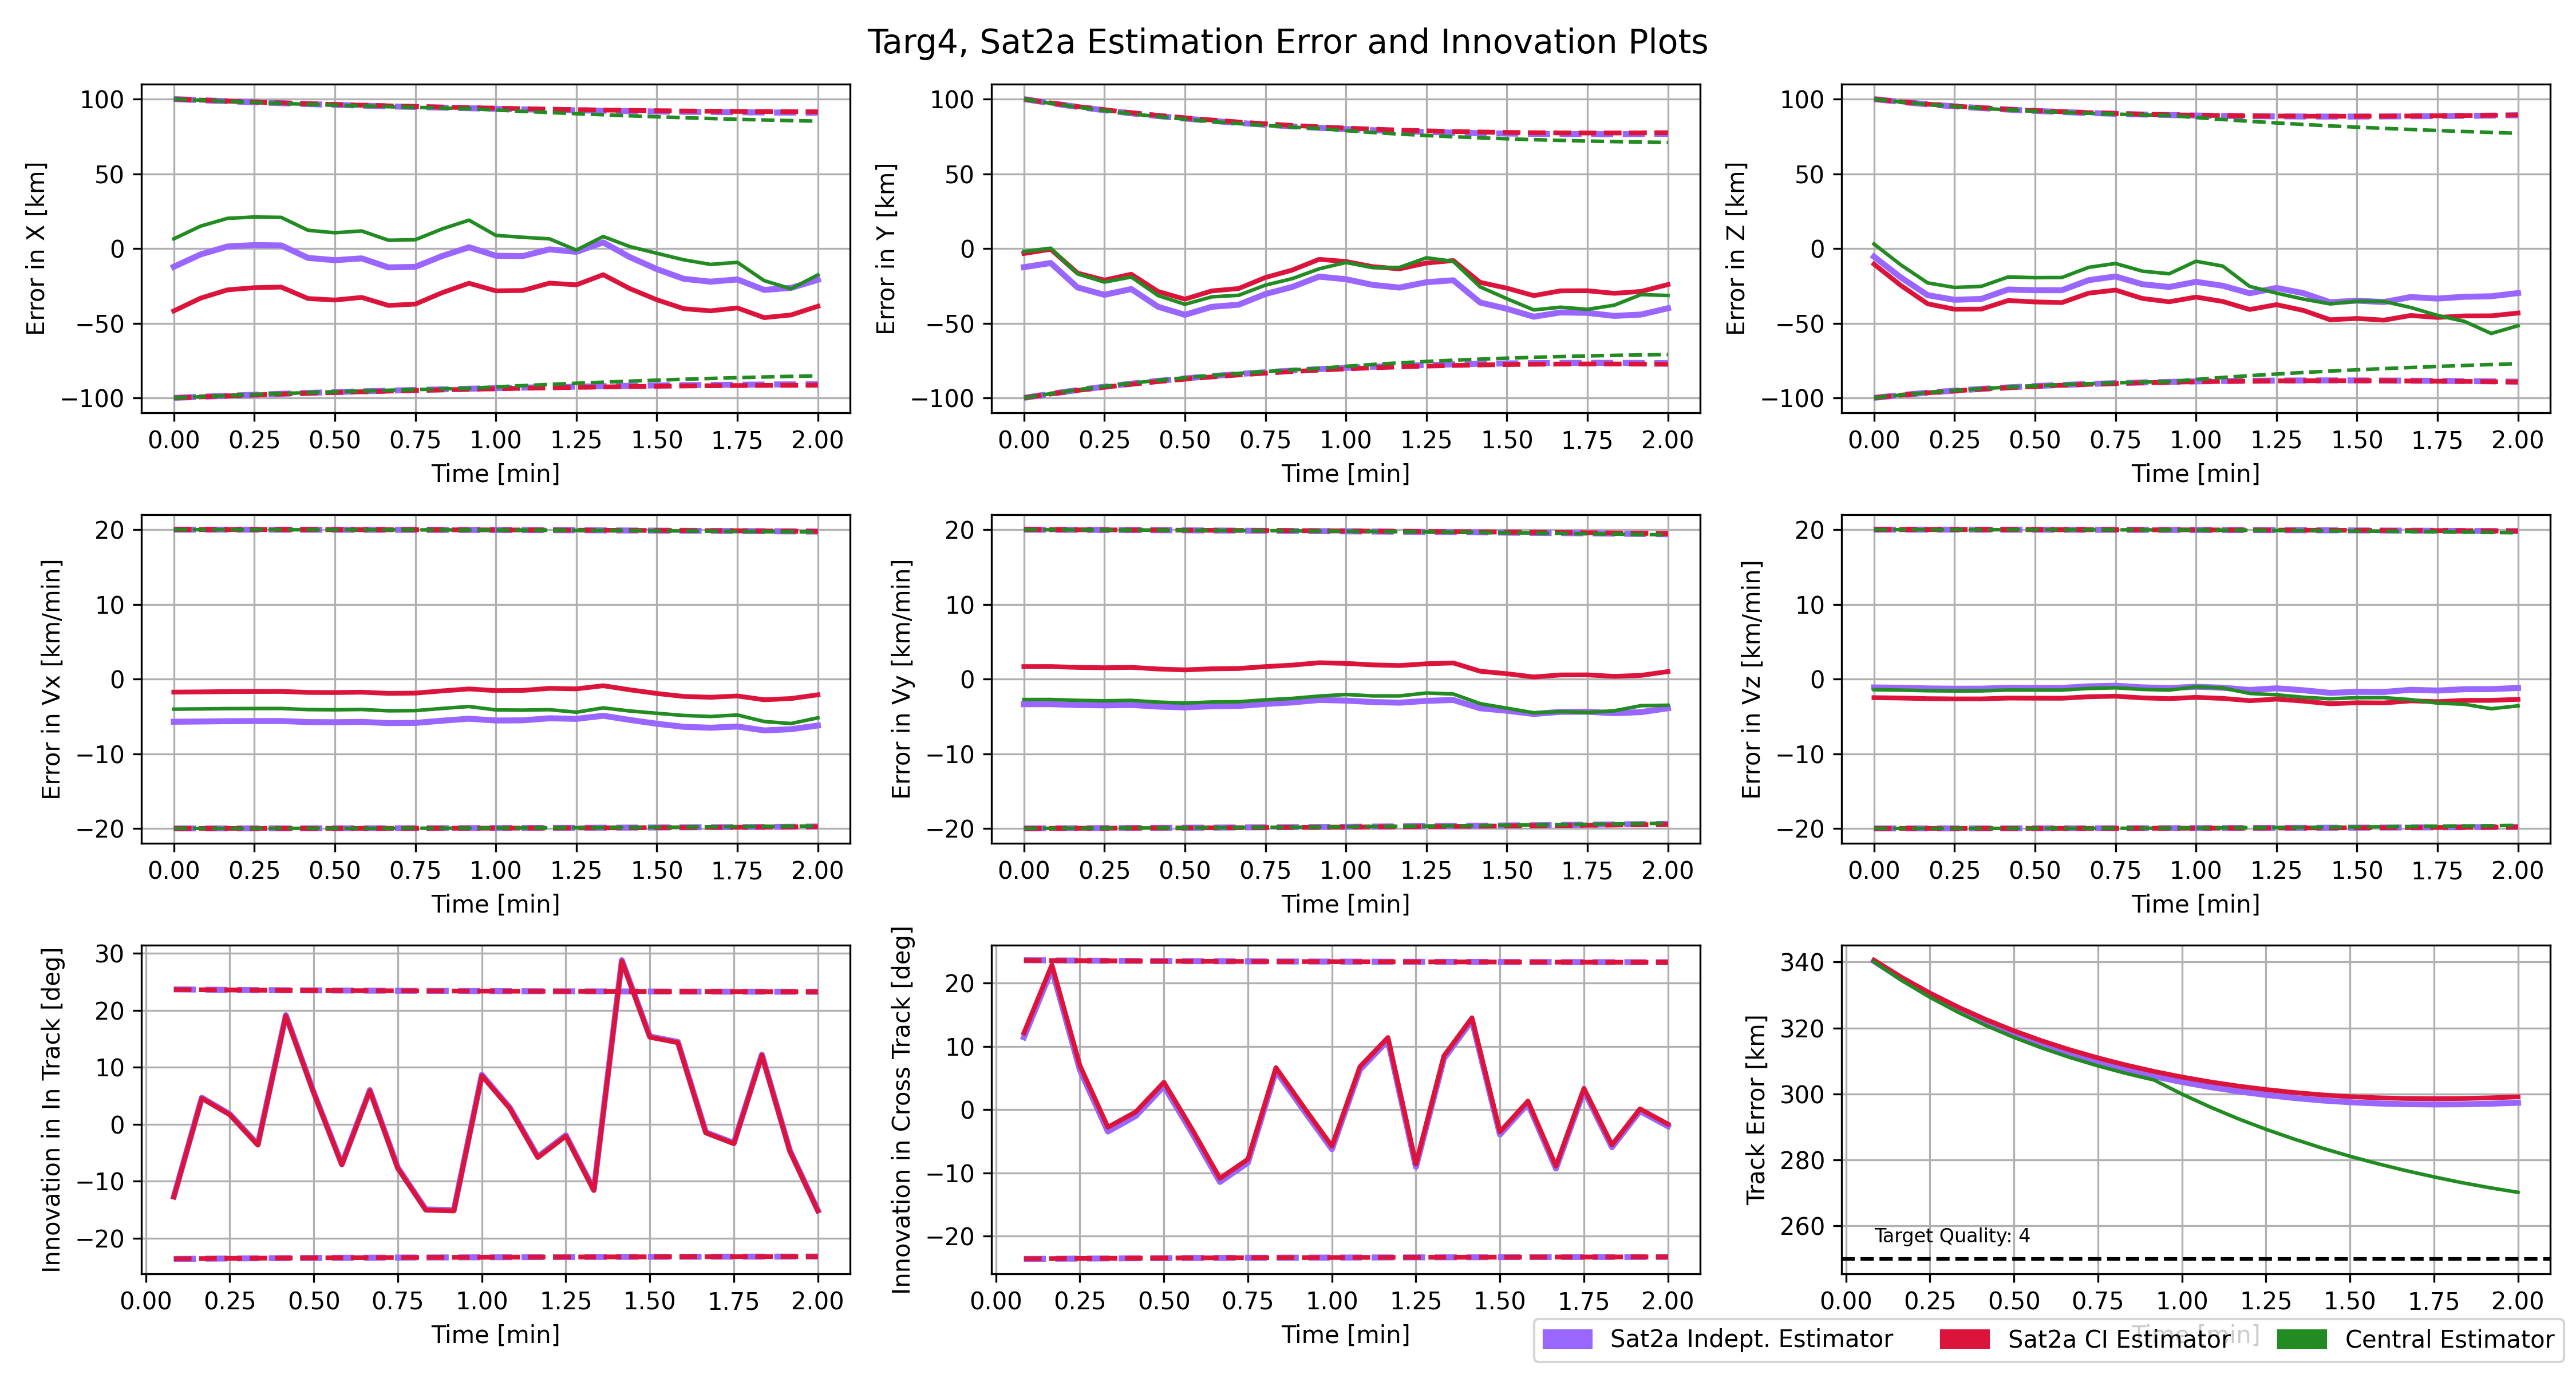 Targ4, Sat2a Estimation Error and Innovation Plots
Error in X [km]
100
50
0
−50
−100
0.00 0.25 0.50 0.75 1.00 1.25 1.50 1.75 2.00
Time [min]
Error in Y [km]
100
50
0
−50
−100
0.00 0.25 0.50 0.75 1.00 1.25 1.50 1.75 2.00
Time [min]
Error in Z [km]
100
50
0
−50
−100
0.00 0.25 0.50 0.75 1.00 1.25 1.50 1.75 2.00
Time [min]
Error in Vx [km/min]
20
10
0
−10
−20
0.00 0.25 0.50 0.75 1.00 1.25 1.50 1.75 2.00
Time [min]
Error in Vy [km/min]
20
10
0
−10
−20
0.00 0.25 0.50 0.75 1.00 1.25 1.50 1.75 2.00
Time [min]
Error in Vz [km/min]
20
10
0
−10
−20
0.00 0.25 0.50 0.75 1.00 1.25 1.50 1.75 2.00
Time [min]
Innovation in In Track [deg]
30
20
10
0
−10
−20
0.00 0.25 0.50 0.75 1.00 1.25 1.50 1.75 2.00
Time [min]
Innovation in Cross Track [deg]
20
10
0
−10
−20
0.00 0.25 0.50 0.75 1.00 1.25 1.50 1.75 2.00
Time [min]
Track Error [km]
340
320
300
280
260
Target Quality: 4
0.00 0.25 0.50 0.75 1.00 1.25 1.50 1.75 2.00
Time [min]
Sat2a Indept. Estimator
Sat2a CI Estimator
Central Estimator